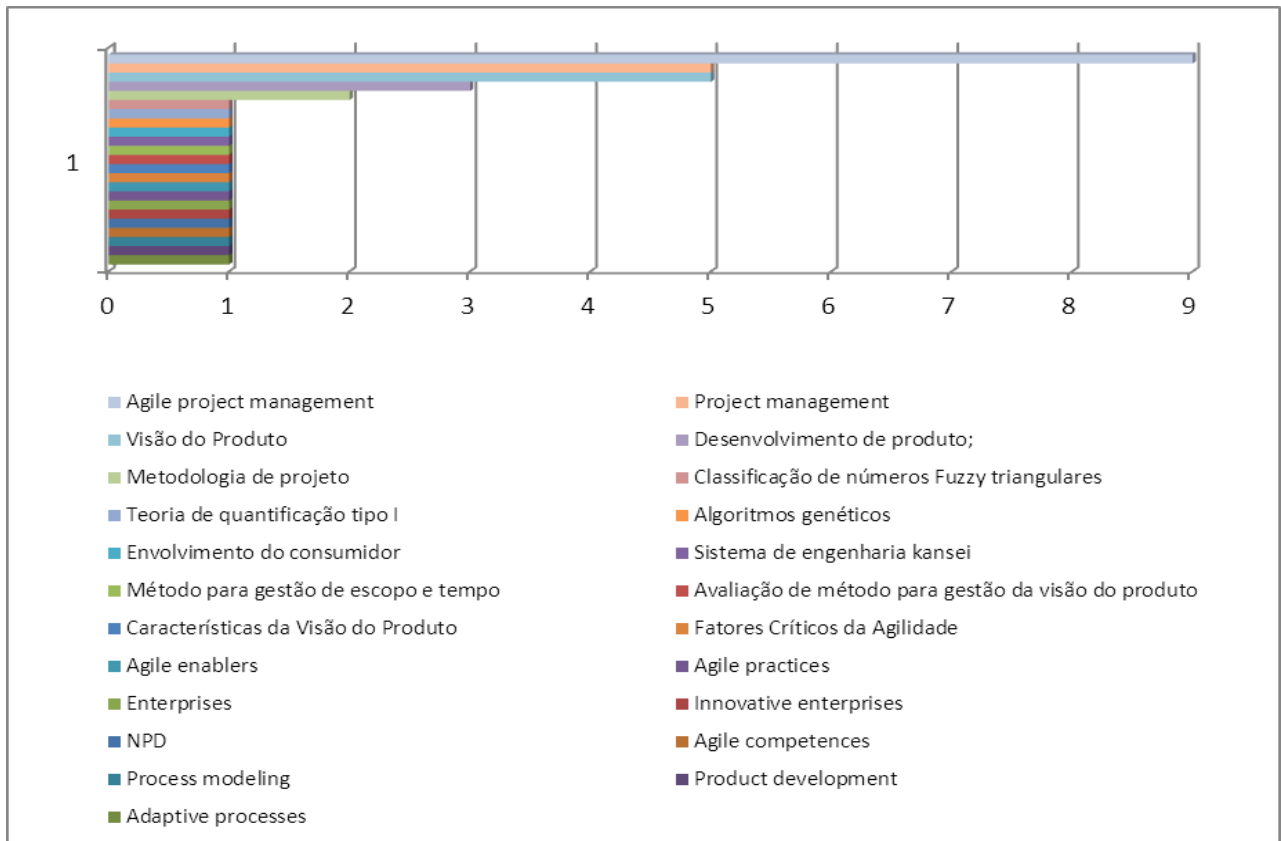 1
0 1 2 3 4 5 6 7 8 9
Agile project management Project management
Visão do Produto Desenvolvimento de produto;
Metodologia de projeto Classificação de números Fuzzy triangulares
Teoria de quantificação tipo I Algoritmos genéticos
Envolvimento do consumidor Sistema de engenharia kansei
Método para gestão de escopo e tempo Avaliação de método para gestão da visão do produto
Características da Visão do Produto Fatores Críticos da Agilidade
Agile enablers Agile practices
Enterprises Innovative enterprises
NPD Agile competences
Process modeling Product development
Adaptive processes